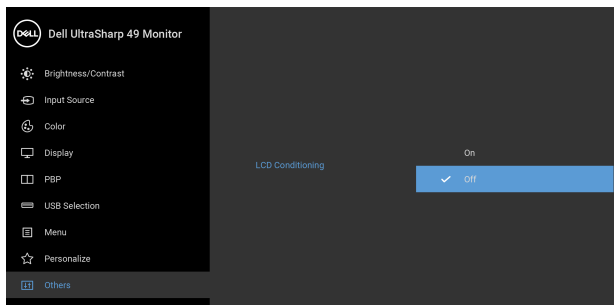 DELL
Dell UltraSharp 49 Monitor
Brightness/Contrast
Input Source
Color
Display
PBP
USB Selection
Menu
Personalize
Others
LCD Conditioning
On
Off